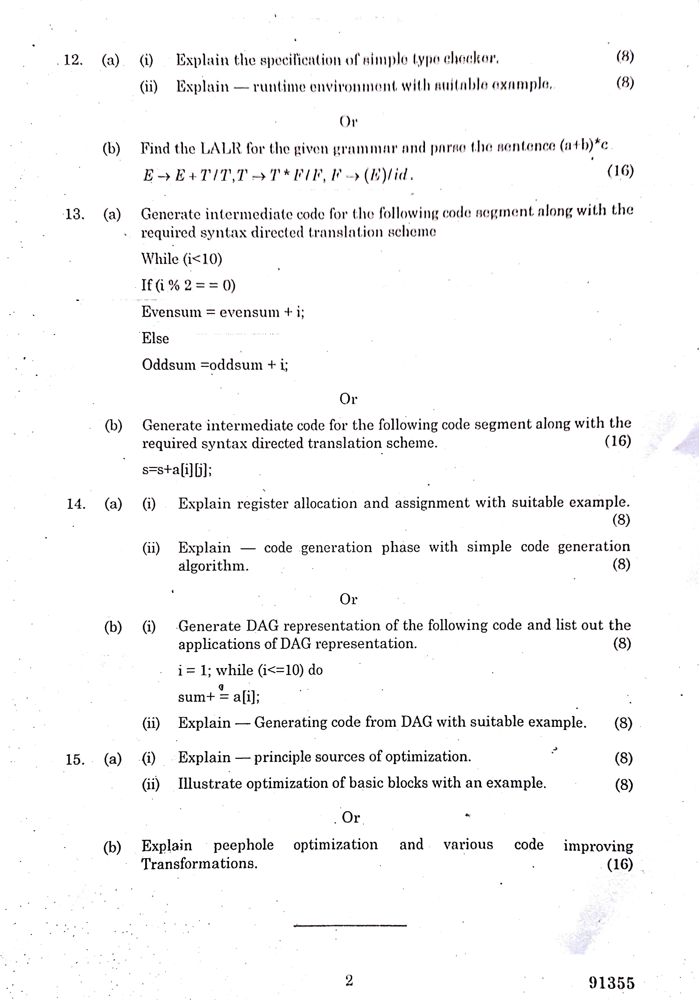 12. (a) (i) Explain the specification of simple type checker. (8)
(ii) Explain — runtime environment with suitable example. (8)
Or
(b) Find the LALR for the given grammar and parse the sentence (a+b)*c.
E → E + T / T, T → T * F / F, F → (E) / id. (16)
13. (a) Generate intermediate code for the following code segment along with the
required syntax directed translation scheme
While (i<10)
If (i % 2 = = 0)
Evensum = evensum + i;
Else
Oddsum =oddsum + i;
Or
(b) Generate intermediate code for the following code segment along with the
required syntax directed translation scheme. (16)
s=s+a[i][j];
14. (a) (i) Explain register allocation and assignment with suitable example.
(8)
(ii) Explain — code generation phase with simple code generation
algorithm. (8)
Or
(b) (i) Generate DAG representation of the following code and list out the
applications of DAG representation. (8)
i = 1; while (i<=10) do
sum+ = a[i];
(ii) Explain — Generating code from DAG with suitable example. (8)
15. (a) (i) Explain — principle sources of optimization. (8)
(ii) Illustrate optimization of basic blocks with an example. (8)
Or
(b) Explain peephole optimization and various code improving
Transformations. (16)
2 91355